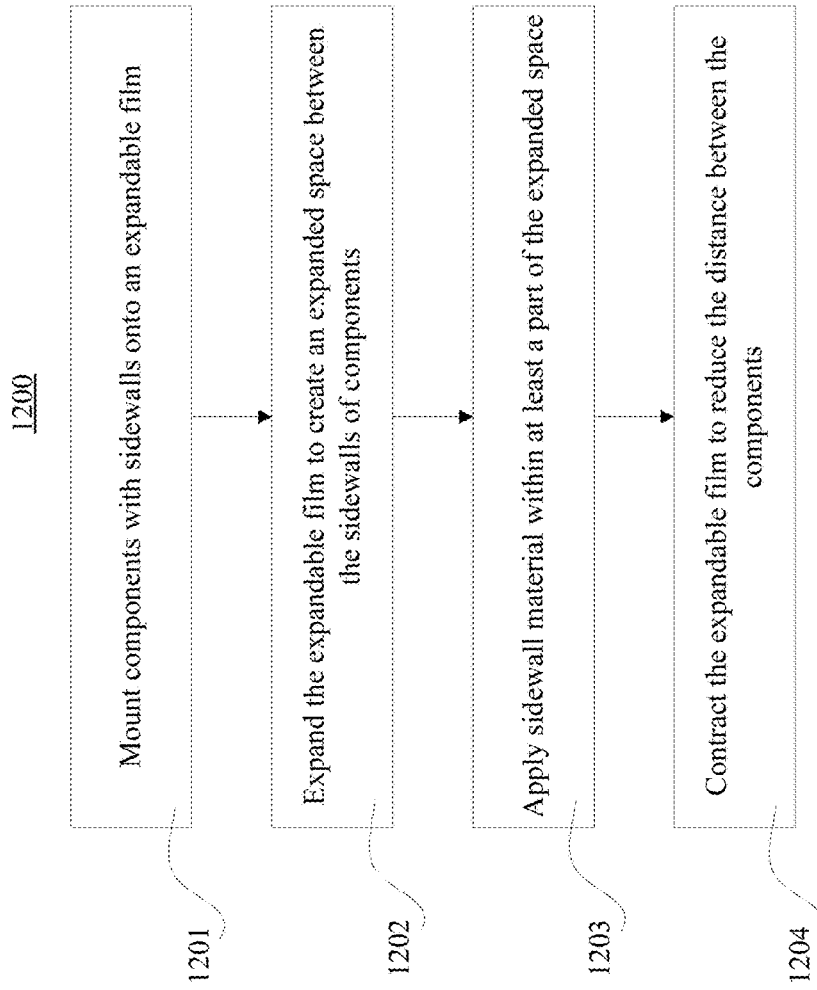 1200
Mount components with sidewalls onto an expandable film
1201
Expand the expandable film to create an expanded space between
the sidewalls of components
1202
Apply sidewall material within at least a part of the expanded space
1203
Contract the expandable film to reduce the distance between the
components
1204